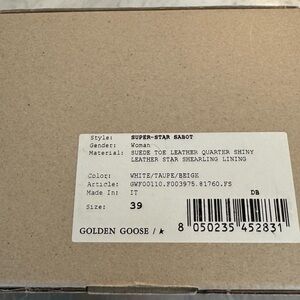 Style: SUPER-STAR SABOT
Gender: Woman
Material: SUEDE TOE LEATHER QUARTER SHINY
LEATHER STAR SHEARLING LINING
Color: WHITE/TAUPE/BEIGE
Article: GWF00110.F003975.81760.FS
Made In: IT
DB
Size: 39
GOLDEN GOOSE /
8 050235 452831